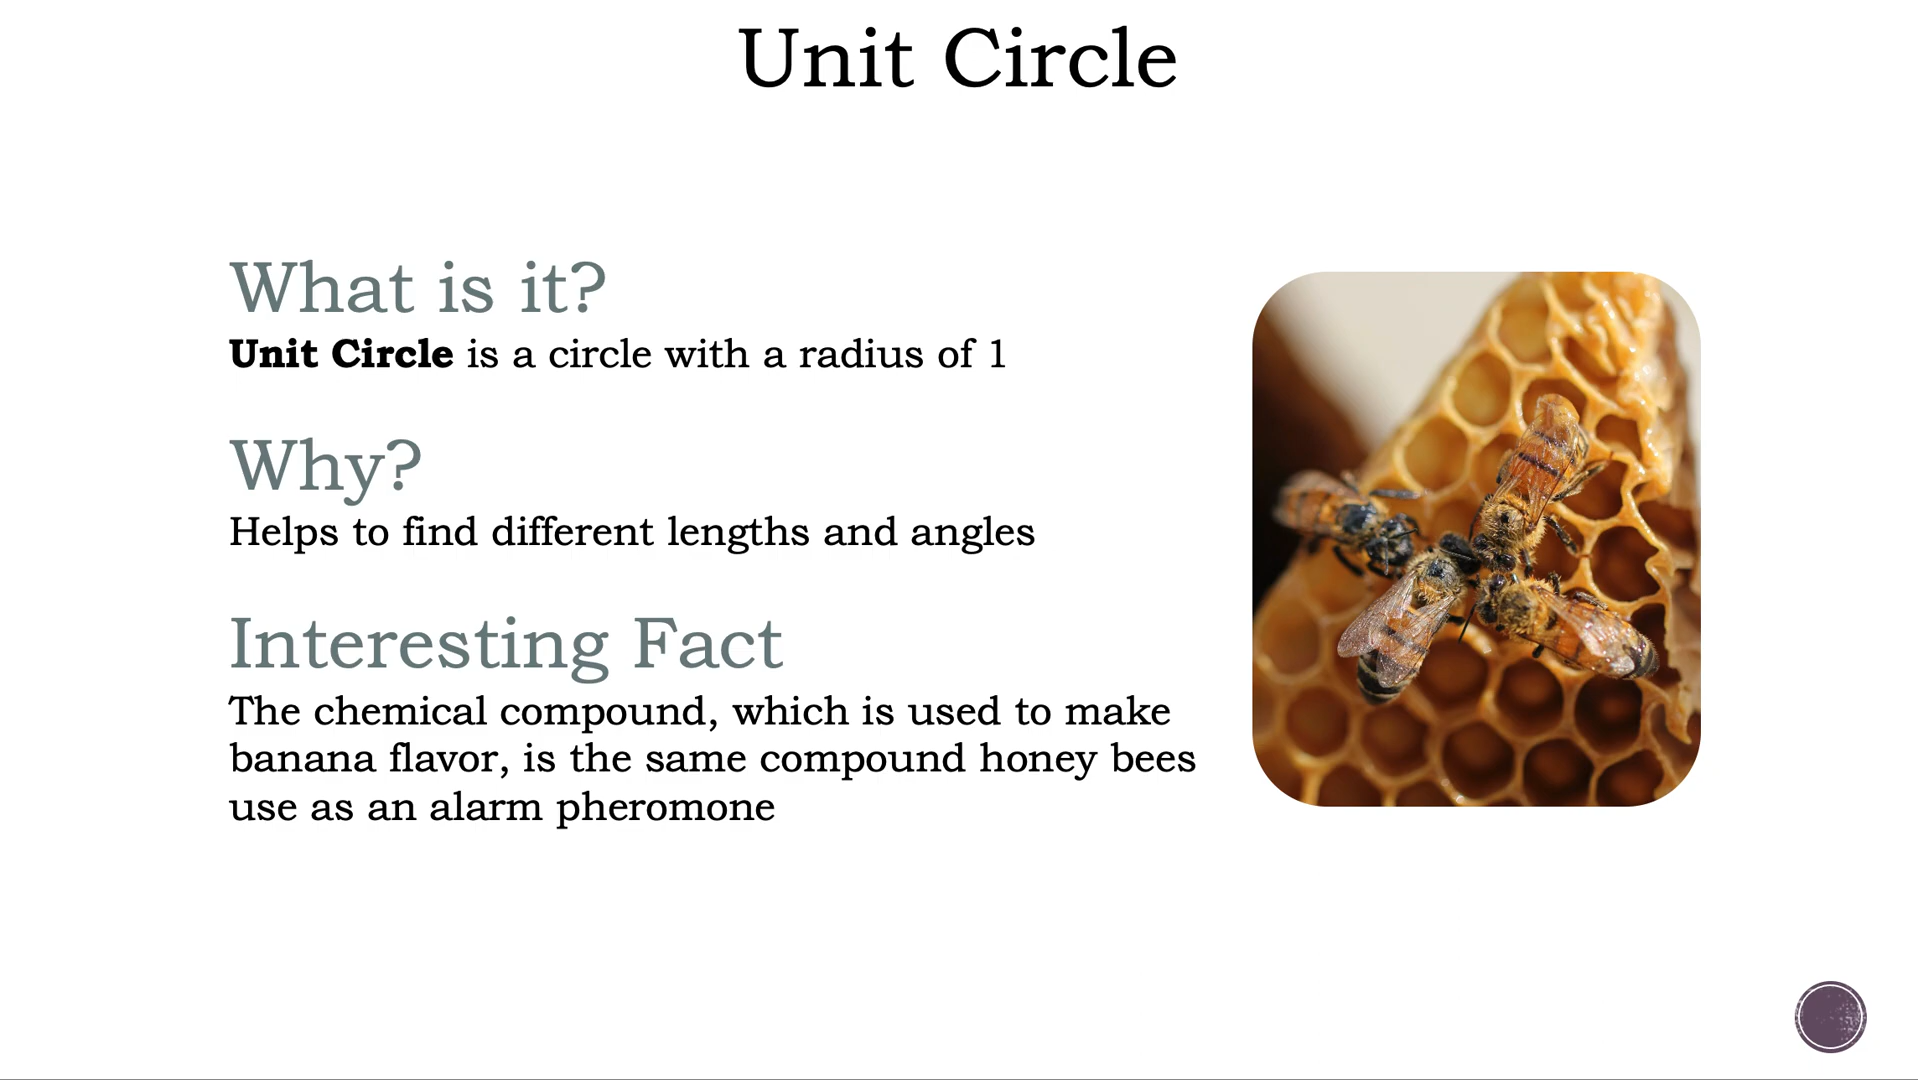 Unit Circle
What is it?
Unit Circle is a circle with a radius of 1
Why?
Helps to find different lengths and angles
Interesting Fact
The chemical compound, which is used to make
banana flavor, is the same compound honey bees
use as an alarm pheromone